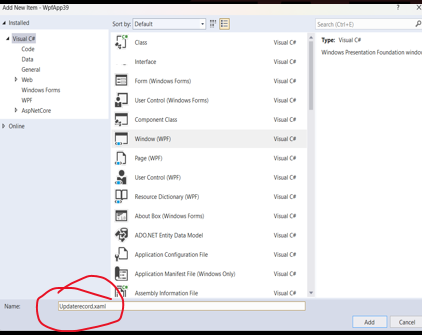 Add New Item - WpfApp39
Installed
Sort by: Default
Search (Ctrl+E)
Visual C#
Code
Data
General
Web
Windows Forms
WPF
AspNetCore
Online
Class Visual C#
Interface Visual C#
Form (Windows Forms) Visual C#
User Control (Windows Forms) Visual C#
Component Class Visual C#
Window (WPF) Visual C#
Page (WPF) Visual C#
User Control (WPF) Visual C#
Resource Dictionary (WPF) Visual C#
About Box (Windows Forms) Visual C#
ADO.NET Entity Data Model Visual C#
Application Configuration File Visual C#
Application Manifest File (Windows Only) Visual C#
Assembly Information File Visual C#
Type: Visual C#
Windows Presentation Foundation window
Name: Updaterecord.xaml
Add Cancel